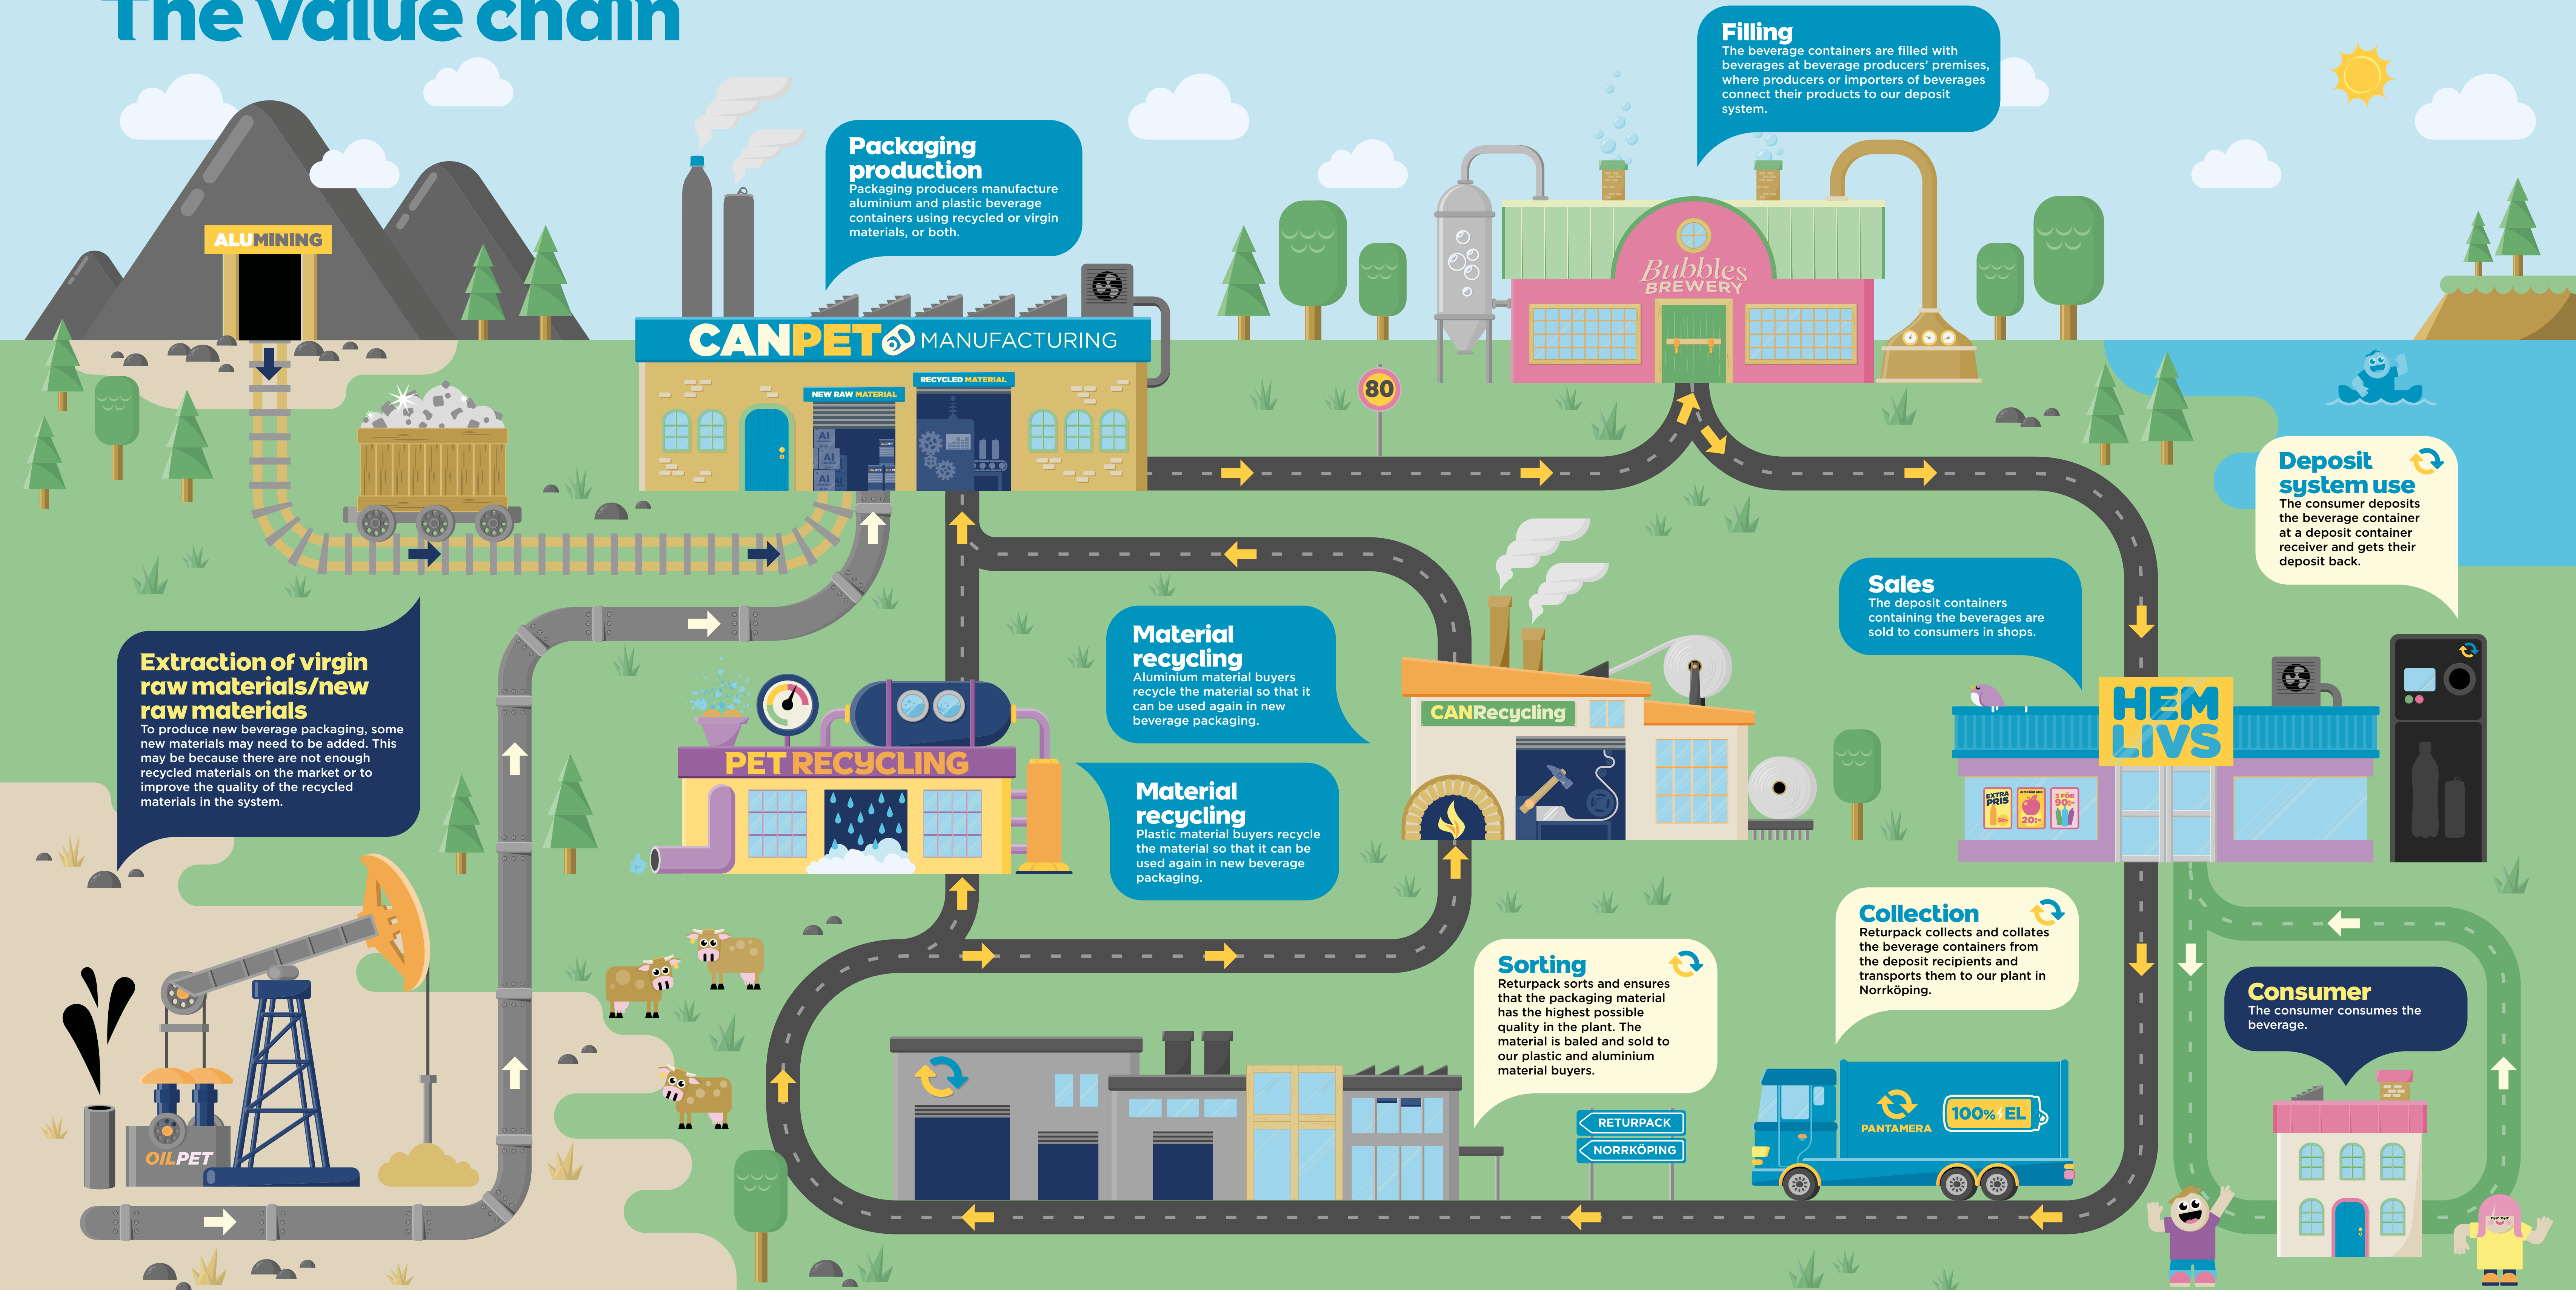 The value chain
Filling
The beverage containers are filled with
beverages at beverage producers’ premises,
where producers or importers of beverages
connect their products to our deposit
system.
Packaging
production
Packaging producers manufacture
aluminium and plastic beverage
containers using recycled or virgin
materials, or both.
ALUMINING
Bubbles
BREWERY
CANPET MANUFACTURING
NEW RAW MATERIAL
RECYCLED MATERIAL
80
Deposit
system use
The consumer deposits
the beverage container
at a deposit container
receiver and gets their
deposit back.
Sales
The deposit containers
containing the beverages are
sold to consumers in shops.
Extraction of virgin
raw materials/new
raw materials
To produce new beverage packaging, some
new materials may need to be added. This
may be because there are not enough
recycled materials on the market or to
improve the quality of the recycled
materials in the system.
Material
recycling
Aluminium material buyers
recycle the material so that it
can be used again in new
beverage packaging.
CANRecycling
HEM
LIVS
PET RECYCLING
Material
recycling
Plastic material buyers recycle
the material so that it can be
used again in new beverage
packaging.
EXTRA
PRIS
20:-
3 FÖR
90:-
Collection
Returpack collects and collates
the beverage containers from
the deposit recipients and
transports them to our plant in
Norrköping.
Sorting
Returpack sorts and ensures
that the packaging material
has the highest possible
quality in the plant. The
material is baled and sold to
our plastic and aluminium
material buyers.
Consumer
The consumer consumes the
beverage.
RETURPACK
NORRKÖPING
PANTAMERA
100% EL
OILPET